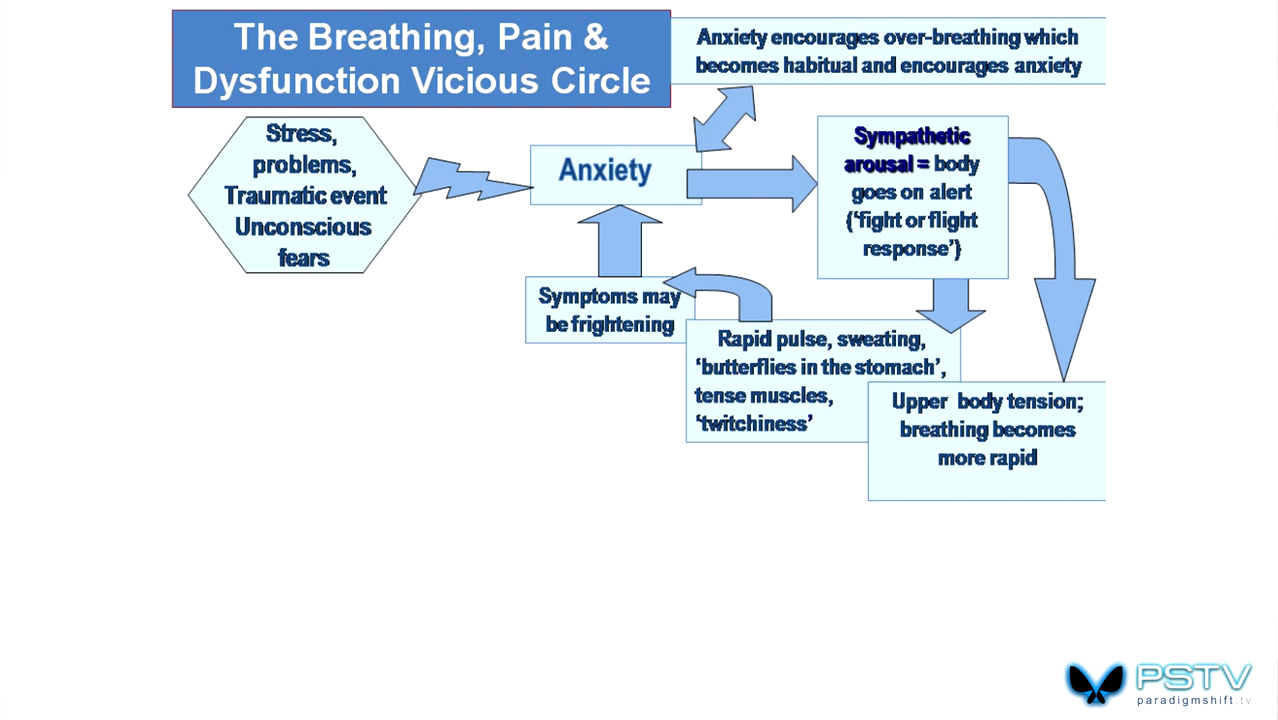 The Breathing, Pain &
Dysfunction Vicious Circle
Anxiety encourages over-breathing which
becomes habitual and encourages anxiety
Stress,
problems,
Traumatic event
Unconscious
fears
Anxiety
Sympathetic
arousal = body
goes on alert
(‘fight or flight
response’)
Symptoms may
be frightening
Rapid pulse, sweating,
‘butterflies in the stomach’,
tense muscles,
‘twitchiness’
Upper body tension;
breathing becomes
more rapid
PSTV
paradigmshift.tv